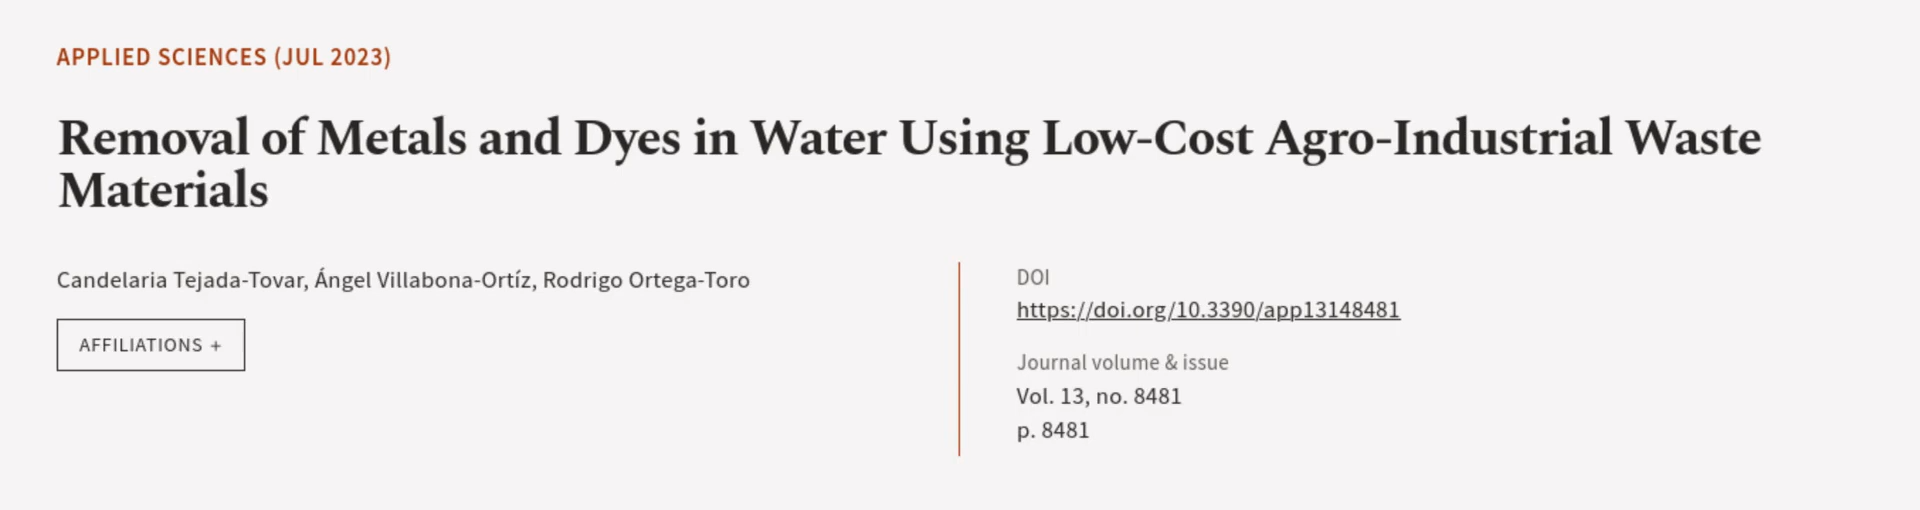 APPLIED SCIENCES (JUL 2023)
Removal of Metals and Dyes in Water Using Low-Cost Agro-Industrial Waste
Materials
Candelaria Tejada-Tovar, Ángel Villabona-Ortíz, Rodrigo Ortega-Toro
AFFILIATIONS +
DOI
https://doi.org/10.3390/app13148481
Journal volume & issue
Vol. 13, no. 8481
p. 8481